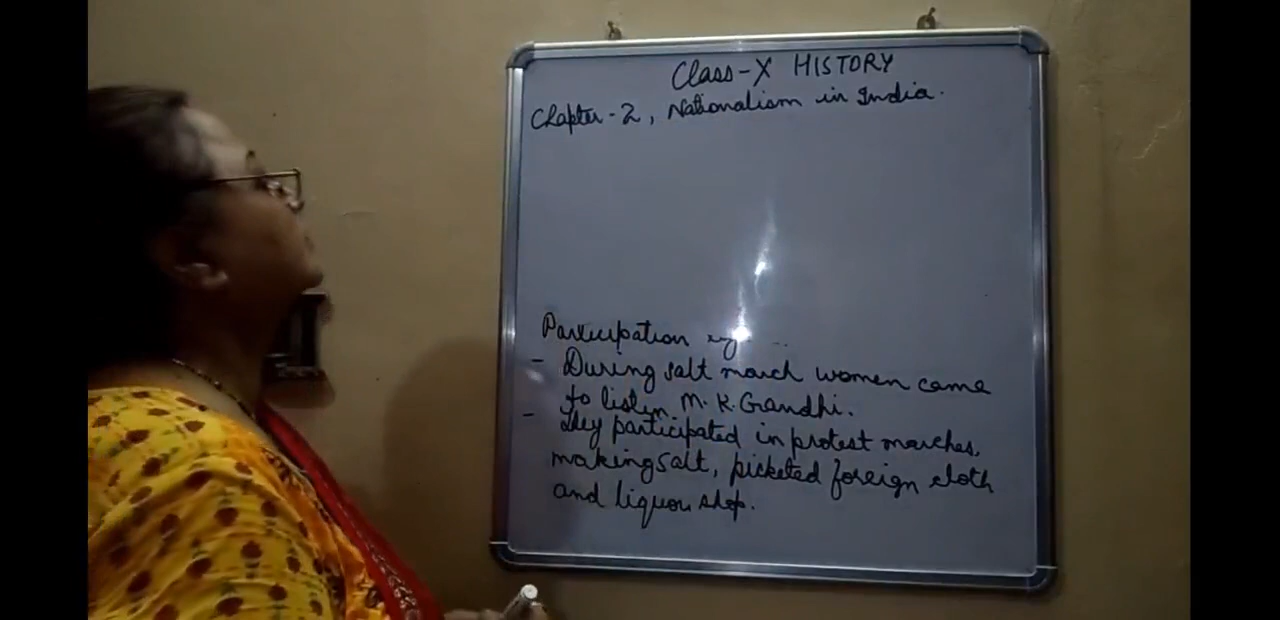 Class-X HISTORY
Chapter-2, Nationalism in India.
Participation
- During salt march women came
to listen M. K. Gandhi.
- They participated in protest marches,
making salt, picketed foreign cloth
and liquor shop.